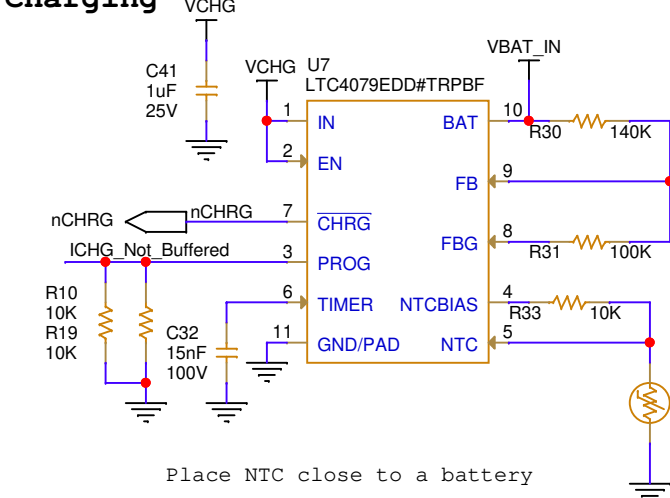 Charging
VCHG
C41
1uF
25V
VCHG
U7
LTC4079EDD#TRPBF
VBAT_IN
1
IN
BAT
10
R30
140K
2
EN
FB
9
nCHRG
nCHRG
7
CHRG
FBG
8
R31
100K
ICHG_Not_Buffered
3
PROG
R10
10K
R19
10K
C32
15nF
100V
6
TIMER
NTCBIAS
4
R33
10K
11
GND/PAD
NTC
5
Place NTC close to a battery